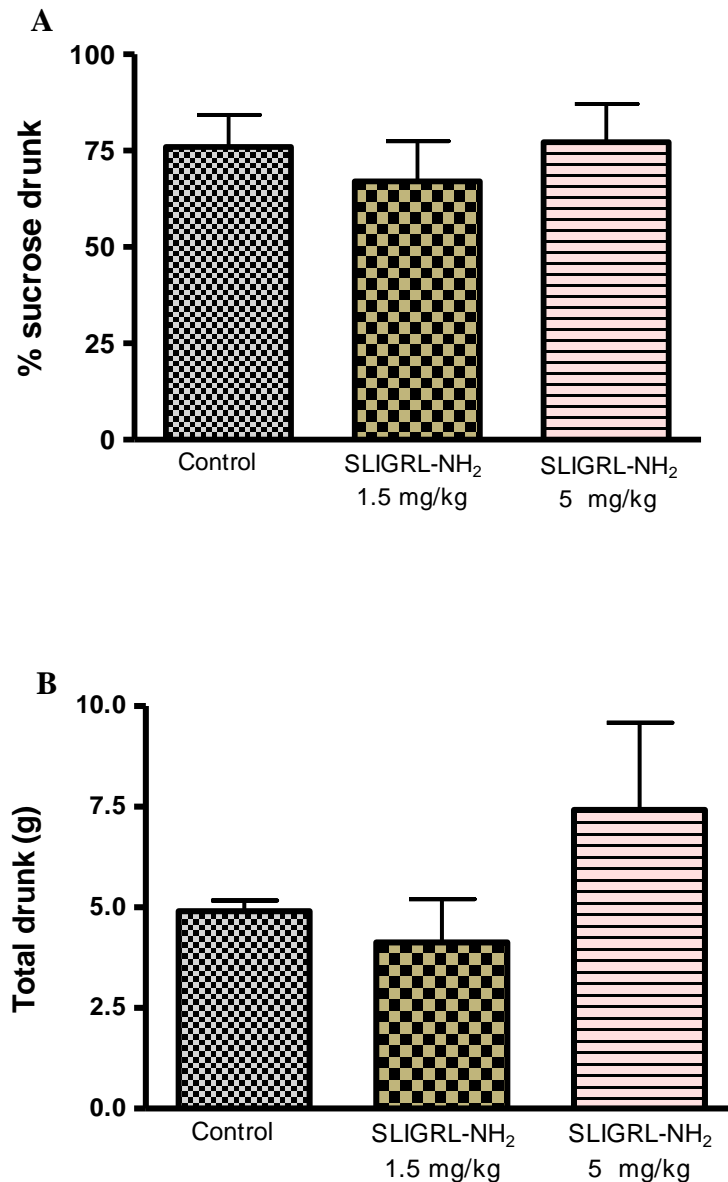 A
100
75
50
25
0
% sucrose drunk
Control
SLIGRL-NH₂
1.5 mg/kg
SLIGRL-NH₂
5 mg/kg
B
10.0
7.5
5.0
2.5
0.0
Total drunk (g)
Control
SLIGRL-NH₂
1.5 mg/kg
SLIGRL-NH₂
5 mg/kg